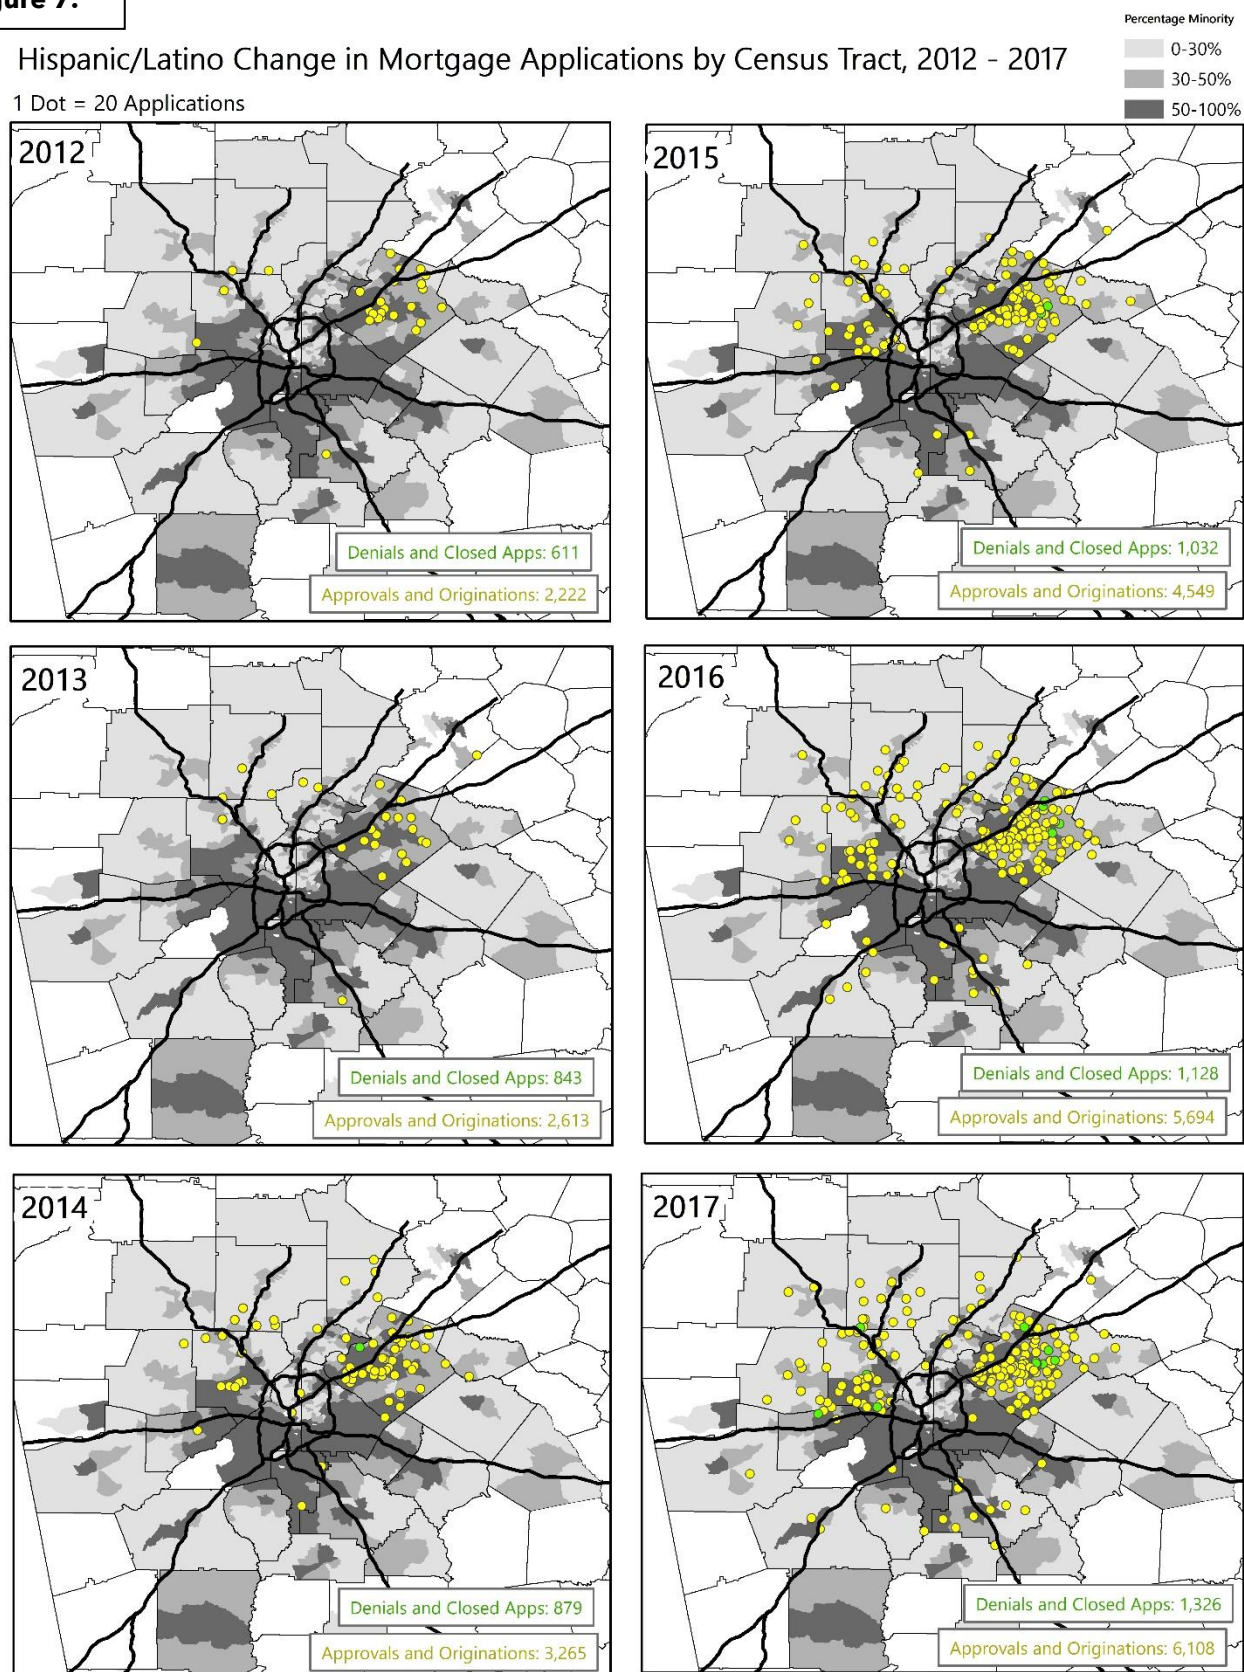 7:
Percentage Minority
Hispanic/Latino Change in Mortgage Applications by Census Tract, 2012 - 2017
0-30%
30-50%
50-100%
1 Dot = 20 Applications
2012
Denials and Closed Apps: 611
Approvals and Originations: 2,222
2015
Denials and Closed Apps: 1,032
Approvals and Originations: 4,549
2013
Denials and Closed Apps: 843
Approvals and Originations: 2,613
2016
Denials and Closed Apps: 1,128
Approvals and Originations: 5,694
2014
Denials and Closed Apps: 879
Approvals and Originations: 3,265
2017
Denials and Closed Apps: 1,326
Approvals and Originations: 6,108